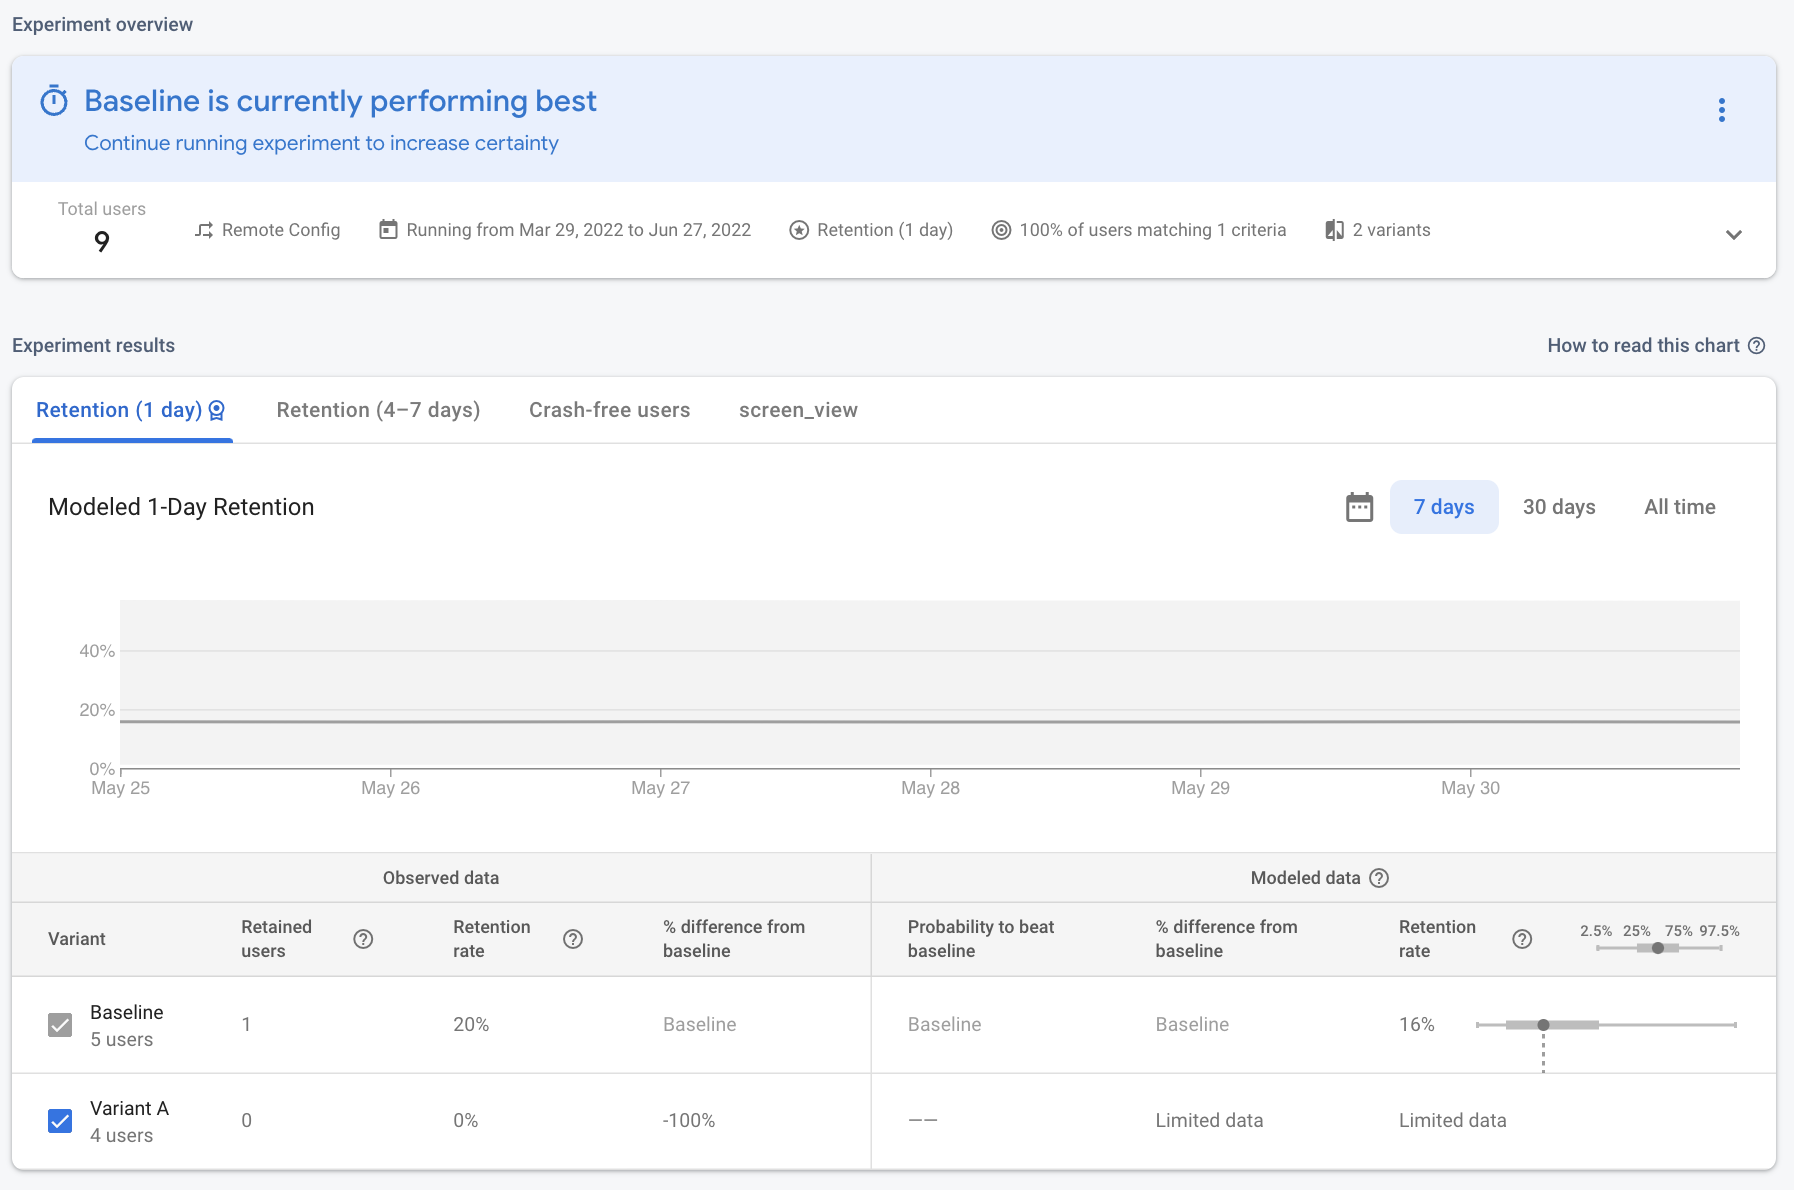 Experiment overview
Baseline is currently performing best
Continue running experiment to increase certainty
Total users
9
Remote Config
Running from Mar 29, 2022 to Jun 27, 2022
Retention (1 day)
100% of users matching 1 criteria
2 variants
Experiment results
How to read this chart
Retention (1 day)
Retention (4–7 days)
Crash-free users
screen_view
Modeled 1-Day Retention
7 days
30 days
All time
40%
20%
0%
May 25
May 26
May 27
May 28
May 29
May 30
Observed data
Modeled data
Variant
Retained
users
Retention
rate
% difference from
baseline
Probability to beat
baseline
% difference from
baseline
Retention
rate
2.5% 25% 75% 97.5%
Baseline
5 users
1
20%
Baseline
Baseline
Baseline
16%
Variant A
4 users
0
0%
-100%
——
Limited data
Limited data